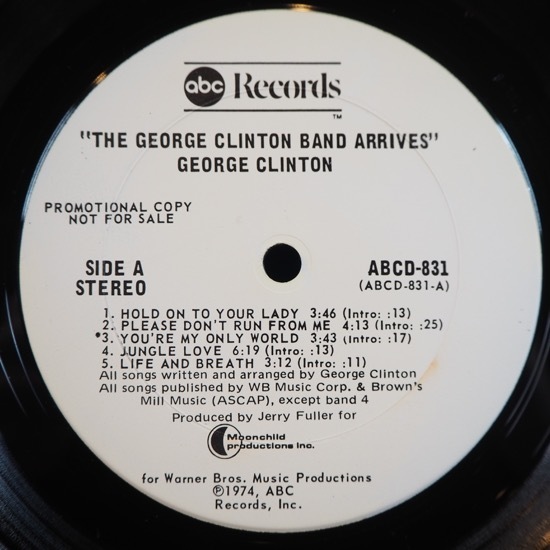 abc Records
TM
"THE GEORGE CLINTON BAND ARRIVES"
GEORGE CLINTON
PROMOTIONAL COPY
NOT FOR SALE
SIDE A
STEREO
ABCD-831
(ABCD-831-A)
1. HOLD ON TO YOUR LADY 3:46 (Intro: :13)
2. PLEASE DON'T RUN FROM ME 4:13 (Intro: :25)
•3. YOU'RE MY ONLY WORLD 3:43 (Intro: :17)
4. JUNGLE LOVE 6:19 (Intro: :13)
5. LIFE AND BREATH 3:12 (Intro: :11)
All songs written and arranged by George Clinton
All songs published by WB Music Corp. & Brown's
Mill Music (ASCAP), except band 4
Produced by Jerry Fuller for
Moonchild
productions Inc.
for Warner Bros. Music Productions
℗1974, ABC
Records, Inc.